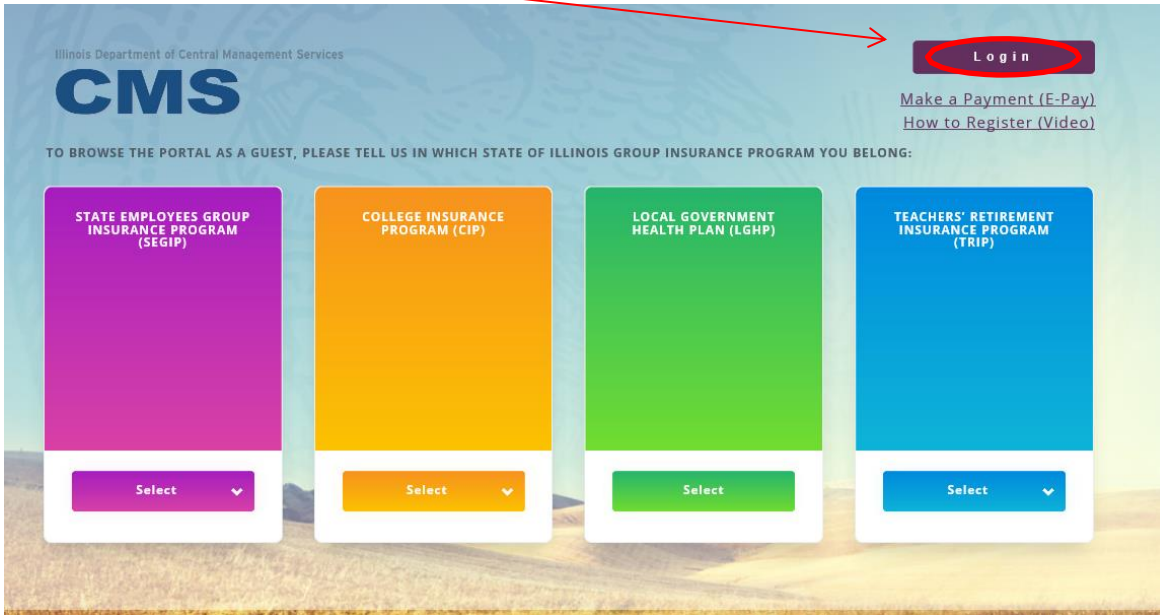 Illinois Department of Central Management Services
CMS
Login
Make a Payment (E-Pay)
How to Register (Video)
TO BROWSE THE PORTAL AS A GUEST, PLEASE TELL US IN WHICH STATE OF ILLINOIS GROUP INSURANCE PROGRAM YOU BELONG:
STATE EMPLOYEES GROUP
INSURANCE PROGRAM
(SEGIP)
Select
COLLEGE INSURANCE
PROGRAM (CIP)
Select
LOCAL GOVERNMENT
HEALTH PLAN (LGHP)
Select
TEACHERS' RETIREMENT
INSURANCE PROGRAM
(TRIP)
Select